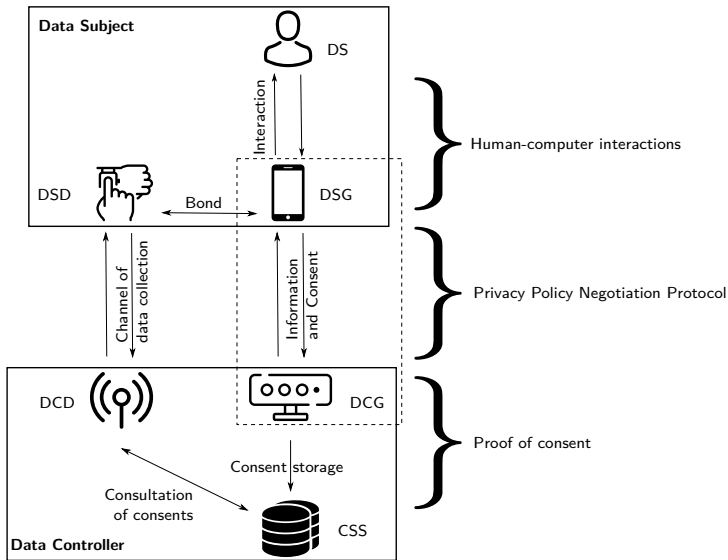 Data Subject
DS
Interaction
Human-computer interactions
DSD
DSG
Bond
Channel of
data collection
Information
and Consent
Privacy Policy Negotiation Protocol
DCD
DCG
Consent storage
Proof of consent
Consultation
of consents
CSS
Data Controller